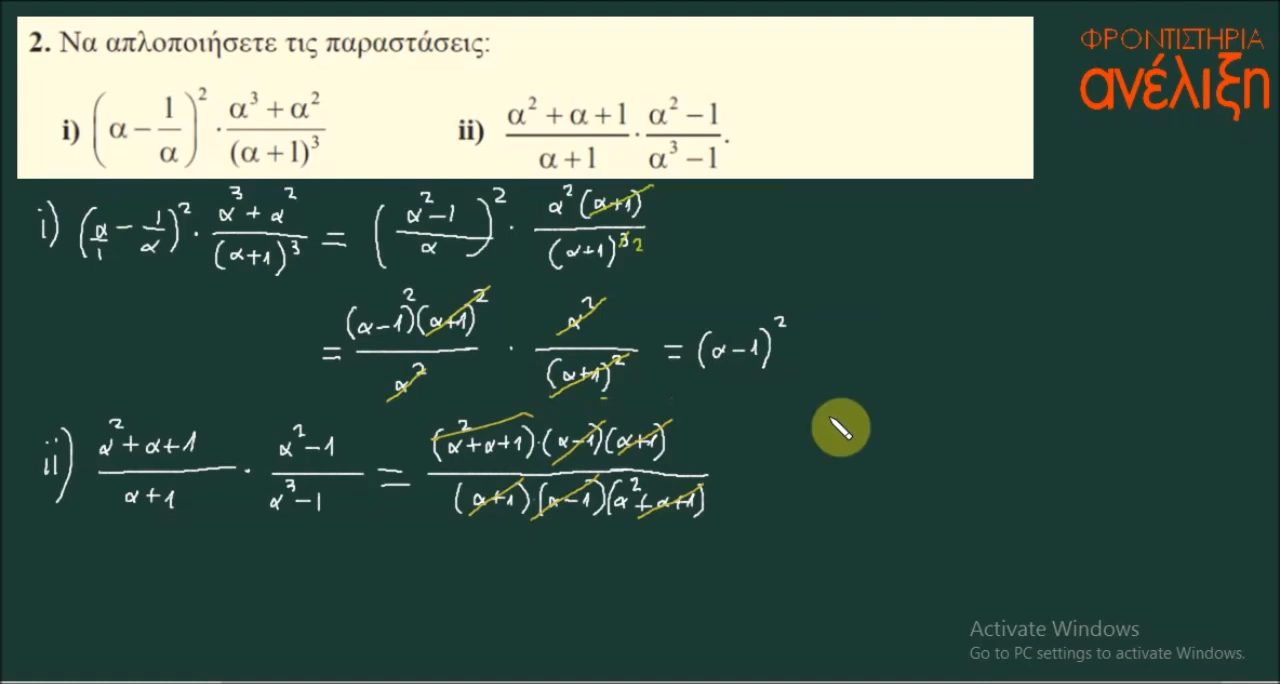 2. Να απλοποιήσετε τις παραστάσεις:
i) (α − 1/α)² · (α³ + α²)/(α + 1)³ ii) (α² + α + 1)/(α + 1) · (α² − 1)/(α³ − 1).
ΦΡΟΝΤΙΣΤΗΡΙΑ
ανέλιξη
i) (α/1 − 1/α)² · (α³ + α²)/(α+1)³ = ((α²−1)/α)² · α²(α+1)/(α+1)³ 2
= (α−1)²(α+1)²/α² · α²/(α+1)² = (α−1)²
ii) (α²+α+1)/(α+1) · (α²−1)/(α³−1) = (α²+α+1)·(α−1)(α+1)/(α+1)(α−1)(α²+α+1)
Activate Windows
Go to PC settings to activate Windows.